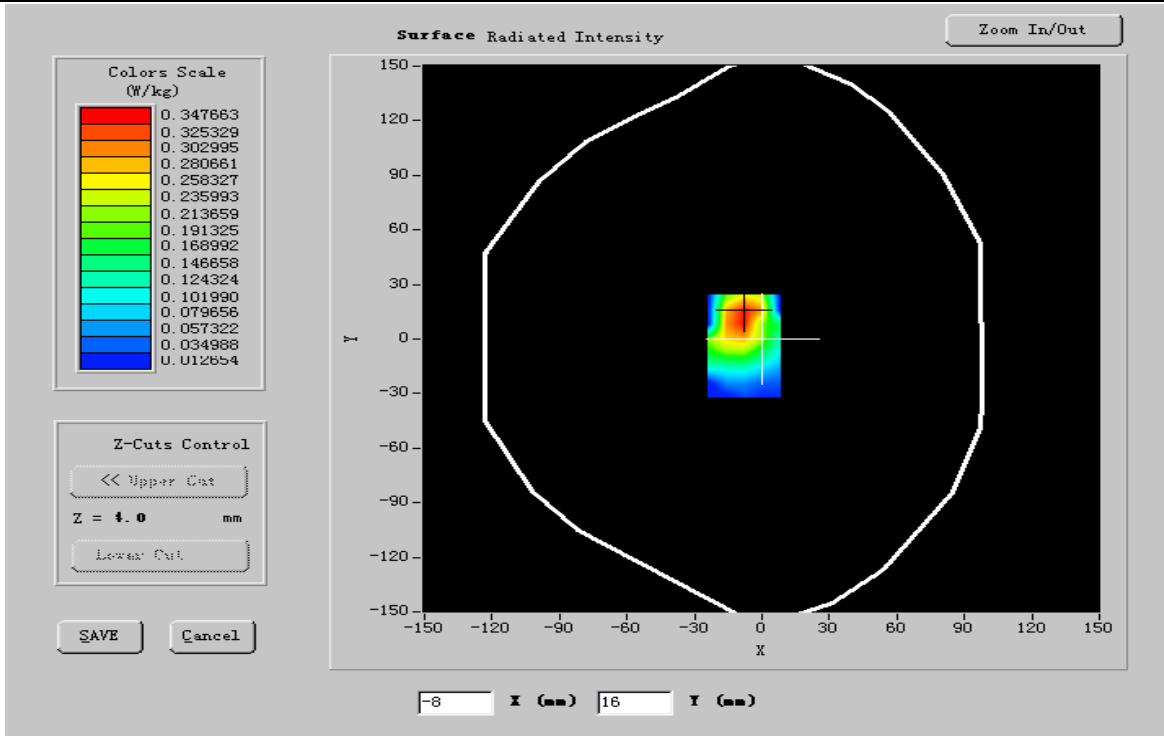 Surface Radiated Intensity
Zoom In/Out
Colors Scale
(W/kg)
0.347663
0.325329
0.302995
0.280661
0.258327
0.235993
0.213659
0.191325
0.168992
0.146658
0.124324
0.101990
0.079656
0.057322
0.034988
0.012654
Z-Cuts Control
<< Upper Cut
Z = 4.0 mm
Lower Cut
SAVE
Cancel
150
120
90
60
30
0
-30
-60
-90
-120
-150
Y
-150 -120 -90 -60 -30 0 30 60 90 120 150
X
-8 X (mm) 16 Y (mm)